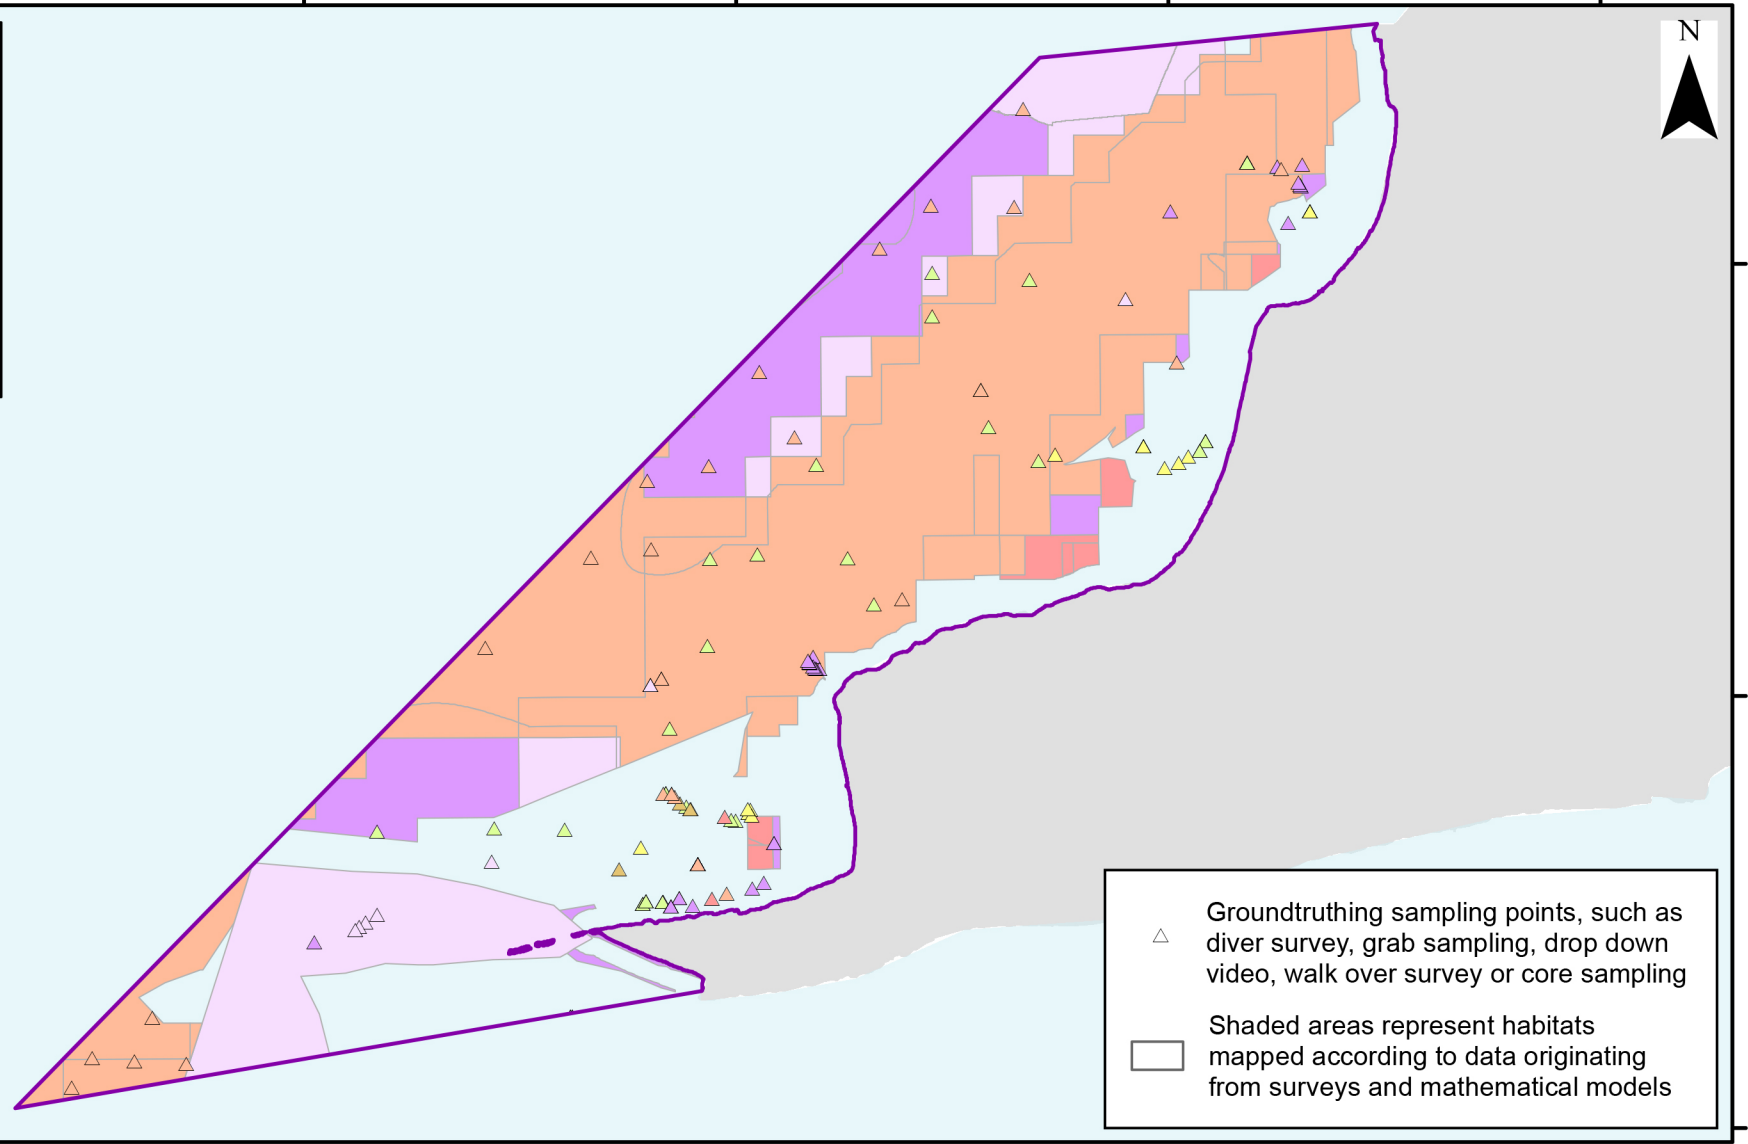 N
Groundtruthing sampling points, such as
diver survey, grab sampling, drop down
video, walk over survey or core sampling
Shaded areas represent habitats
mapped according to data originating
from surveys and mathematical models